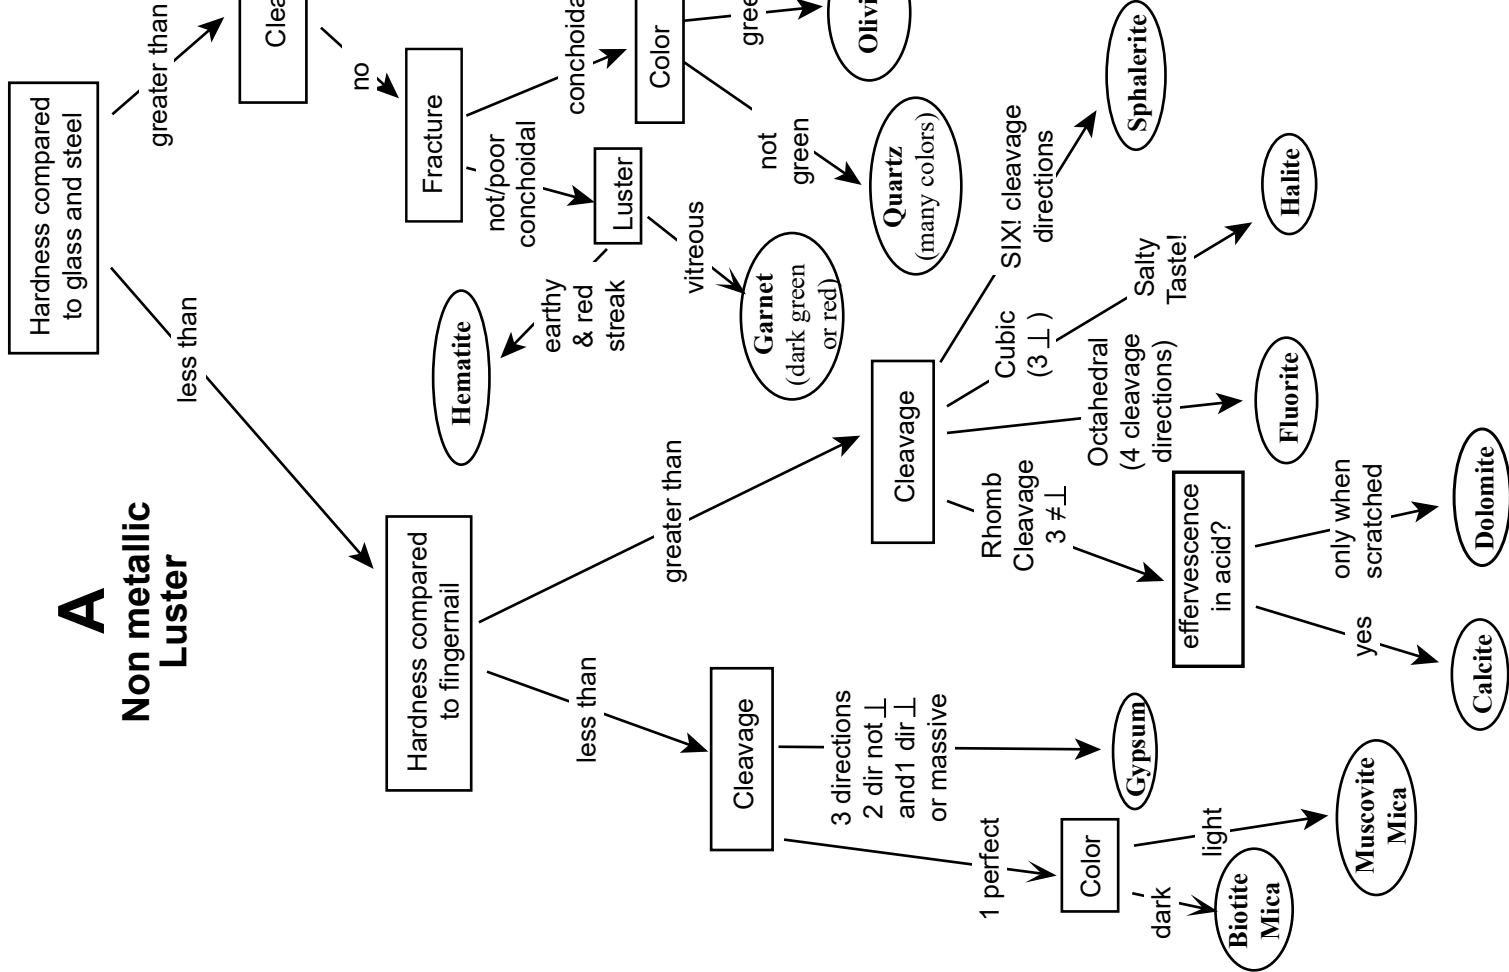 A
Non metallic
Luster
Hardness compared
to glass and steel
less than
greater than
no
Fracture
not/poor
conchoidal
Luster
earthy
& red
streak
Hematite
vitreous
Garnet
(dark green
or red)
Color
not
green
Quartz
(many colors)
Hardness compared
to fingernail
less than
greater than
Cleavage
1 perfect
Color
dark
Biotite
Mica
light
Muscovite
Mica
3 directions
2 dir not ⊥
and1 dir ⊥
or massive
Gypsum
Cleavage
Rhomb
Cleavage
3 ≠⊥
effervescence
in acid?
yes
Calcite
only when
scratched
Dolomite
Octahedral
(4 cleavage
directions)
Fluorite
Cubic
(3 ⊥ )
Salty
Taste!
Halite
SIX! cleavage
directions
Sphalerite